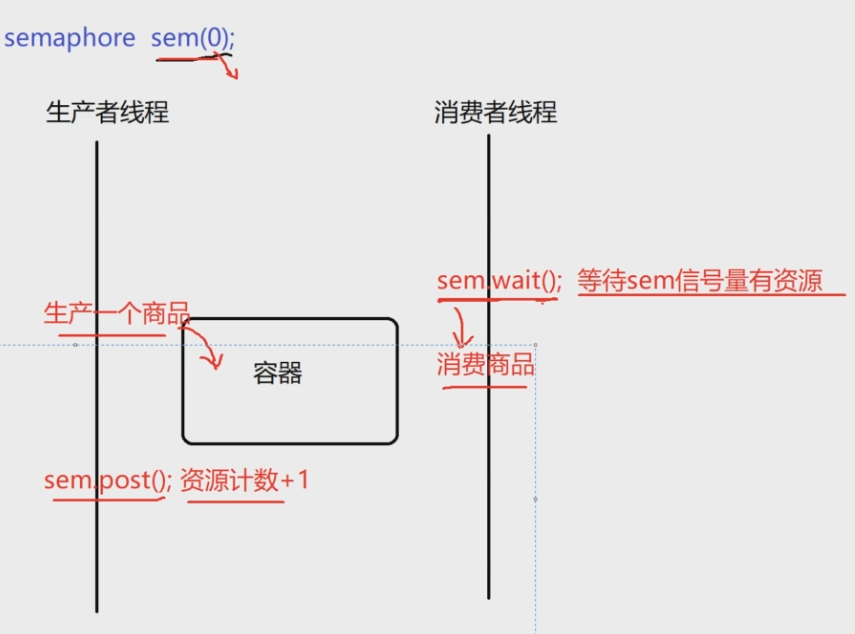 semaphore sem(0);
生产者线程
消费者线程
sem.wait(); 等待sem信号量有资源
生产一个商品
消费商品
容器
sem.post(); 资源计数+1